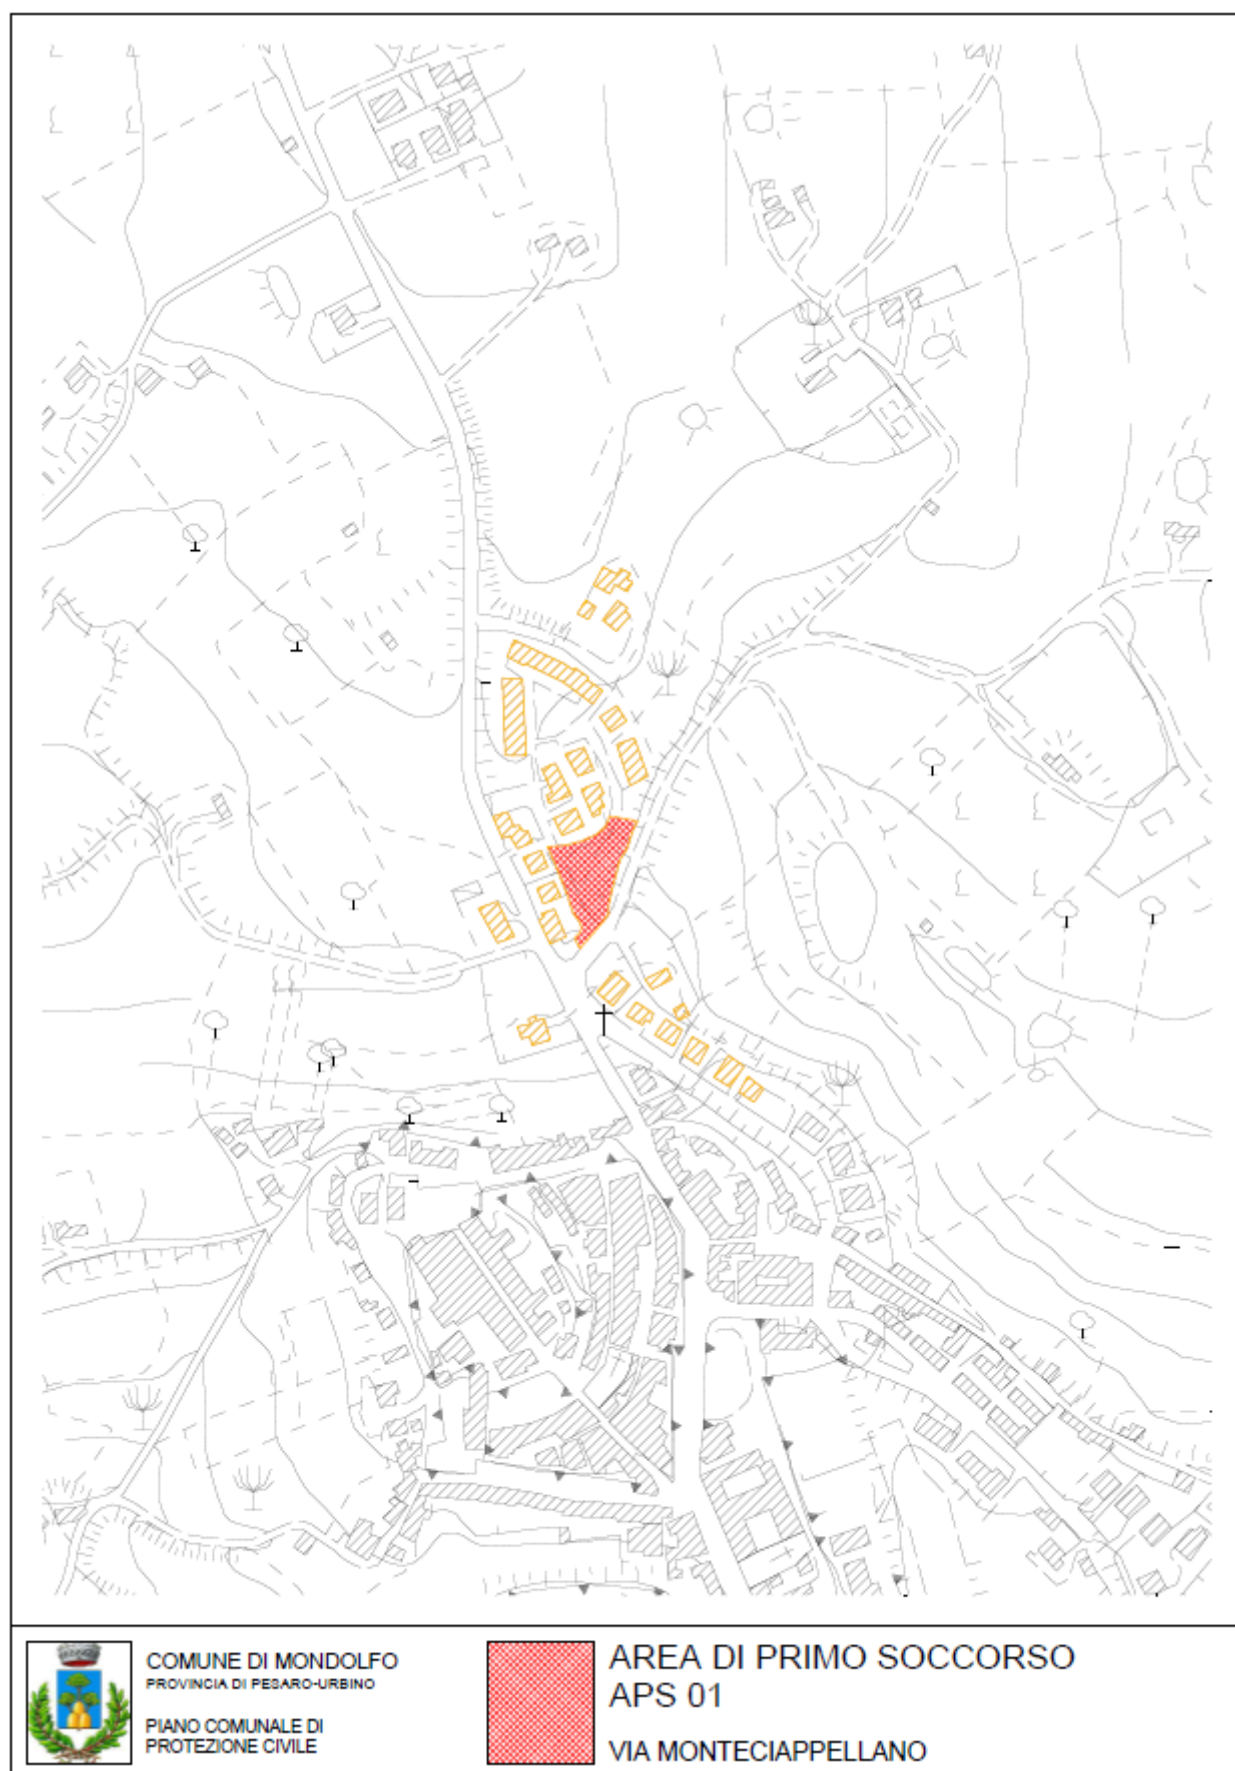 COMUNE DI MONDOLFO
PROVINCIA DI PESARO-URBINO
PIANO COMUNALE DI
PROTEZIONE CIVILE
AREA DI PRIMO SOCCORSO
APS 01
VIA MONTECIAPPELLANO